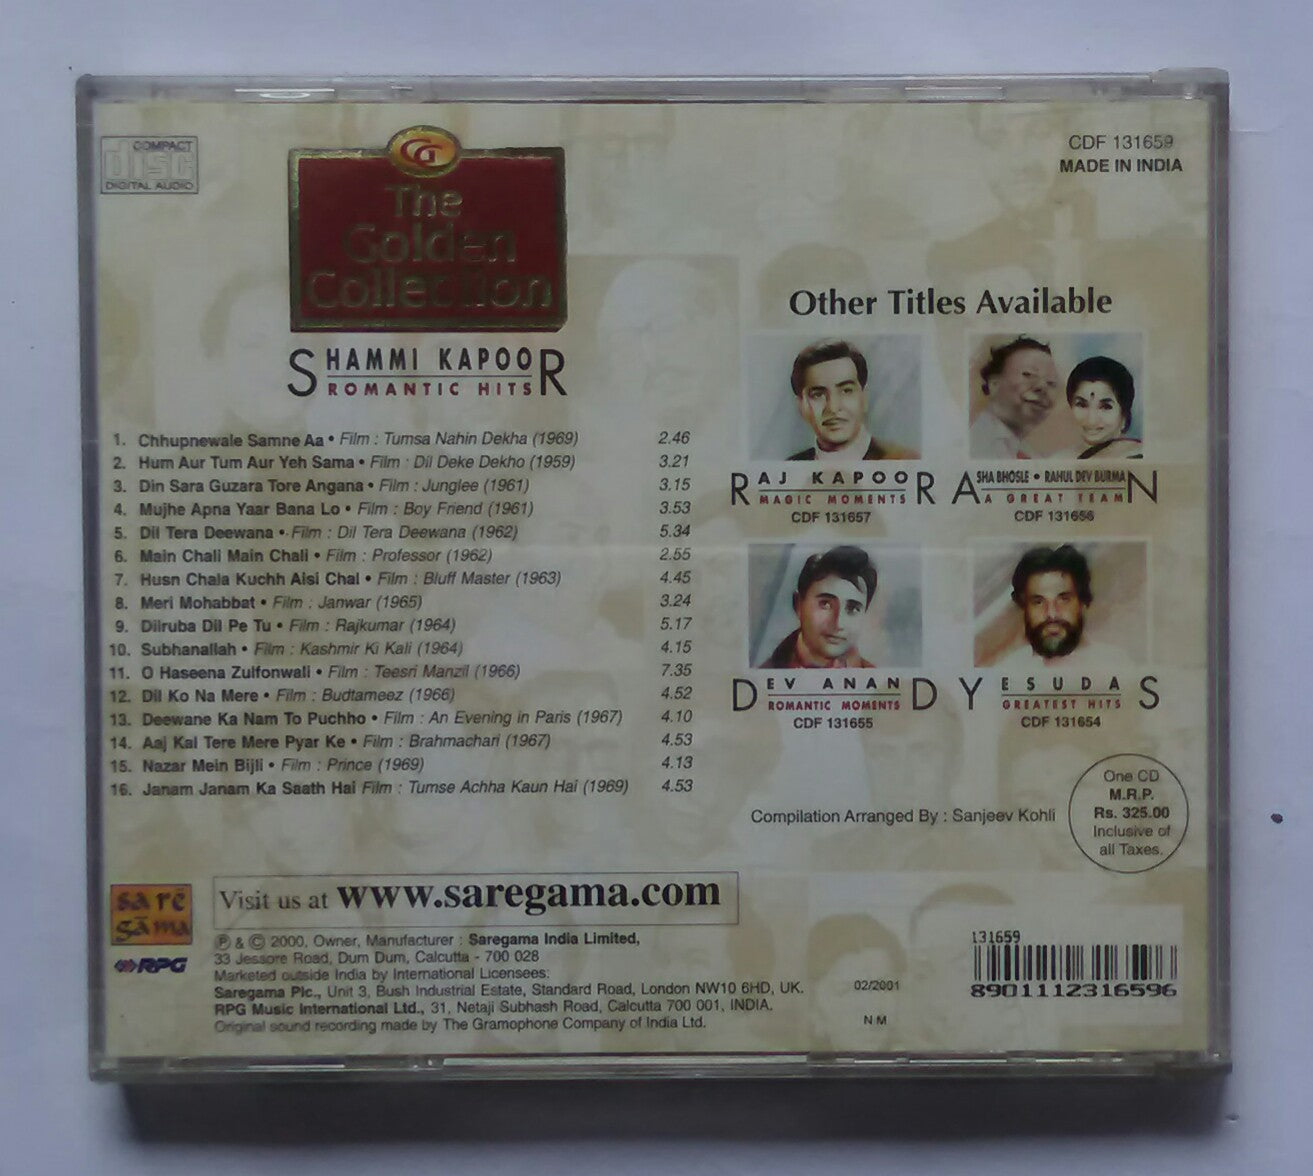 COMPACT
disc
DIGITAL AUDIO
CG
The
Golden
Collection
SHAMMI KAPOOR
ROMANTIC HITS
1. Chhupnewale Samne Aa • Film : Tumsa Nahin Dekha (1969) 2.46
2. Hum Aur Tum Aur Yeh Sama • Film : Dil Deke Dekho (1959) 3.21
3. Din Sara Guzara Tore Angana • Film : Junglee (1961) 3.15
4. Mujhe Apna Yaar Bana Lo • Film : Boy Friend (1961) 3.53
5. Dil Tera Deewana • Film : Dil Tera Deewana (1962) 5.34
6. Main Chali Main Chali • Film : Professor (1962) 2.55
7. Husn Chala Kuchh Aisi Chal • Film : Bluff Master (1963) 4.45
8. Meri Mohabbat • Film : Janwar (1965) 3.24
9. Dilruba Dil Pe Tu • Film : Rajkumar (1964) 5.17
10. Subhanallah • Film : Kashmir Ki Kali (1964) 4.15
11. O Haseena Zulfonwali • Film : Teesri Manzil (1966) 7.35
12. Dil Ko Na Mere • Film : Budtameez (1966) 4.52
13. Deewane Ka Nam To Puchho • Film : An Evening in Paris (1967) 4.10
14. Aaj Kal Tere Mere Pyar Ke • Film : Brahmachari (1967) 4.53
15. Nazar Mein Bijli • Film : Prince (1969) 4.13
16. Janam Janam Ka Saath Hai Film : Tumse Achha Kaun Hai (1969) 4.53
CDF 131659
MADE IN INDIA
Other Titles Available
RAJ KAPOOR
MAGIC MOMENTS
CDF 131657
ASHA BHOSLE • RAHUL DEV BURMAN
A GREAT TEAM
CDF 131656
DEV ANAND
ROMANTIC MOMENTS
CDF 131655
YESUDAS
GREATEST HITS
CDF 131654
Compilation Arranged By : Sanjeev Kohli
One CD
M.R.P.
Rs. 325.00
Inclusive of
all Taxes.
sa rē
gāma
RPG
Visit us at www.saregama.com
℗ & © 2000, Owner, Manufacturer : Saregama India Limited,
33 Jessore Road, Dum Dum, Calcutta - 700 028
Marketed outside India by International Licensees:
Saregama Plc., Unit 3, Bush Industrial Estate, Standard Road, London NW10 6HD, UK.
RPG Music International Ltd., 31, Netaji Subhash Road, Calcutta 700 001, INDIA.
Original sound recording made by The Gramophone Company of India Ltd.
02/2001
N M
131659
8901112316596